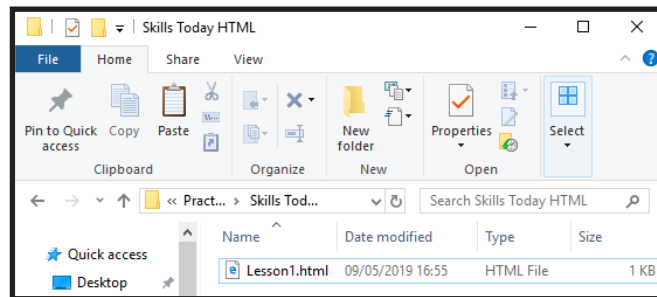 Skills Today HTML
File Home Share View
Pin to Quick access Copy Paste New folder Properties Select
Clipboard Organize New Open
« Pract... › Skills Tod... Search Skills Today HTML
Name Date modified Type Size
Quick access
Lesson1.html 09/05/2019 16:55 HTML File 1 KB
Desktop